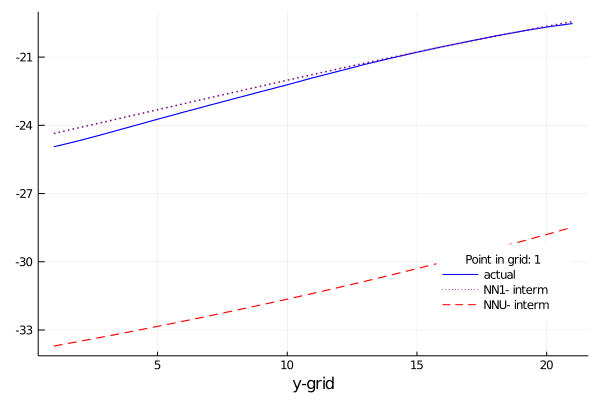 -21
-24
-27
-30
-33
Point in grid: 1
actual
NN1- interm
NNU- interm
5
10
15
20
y-grid